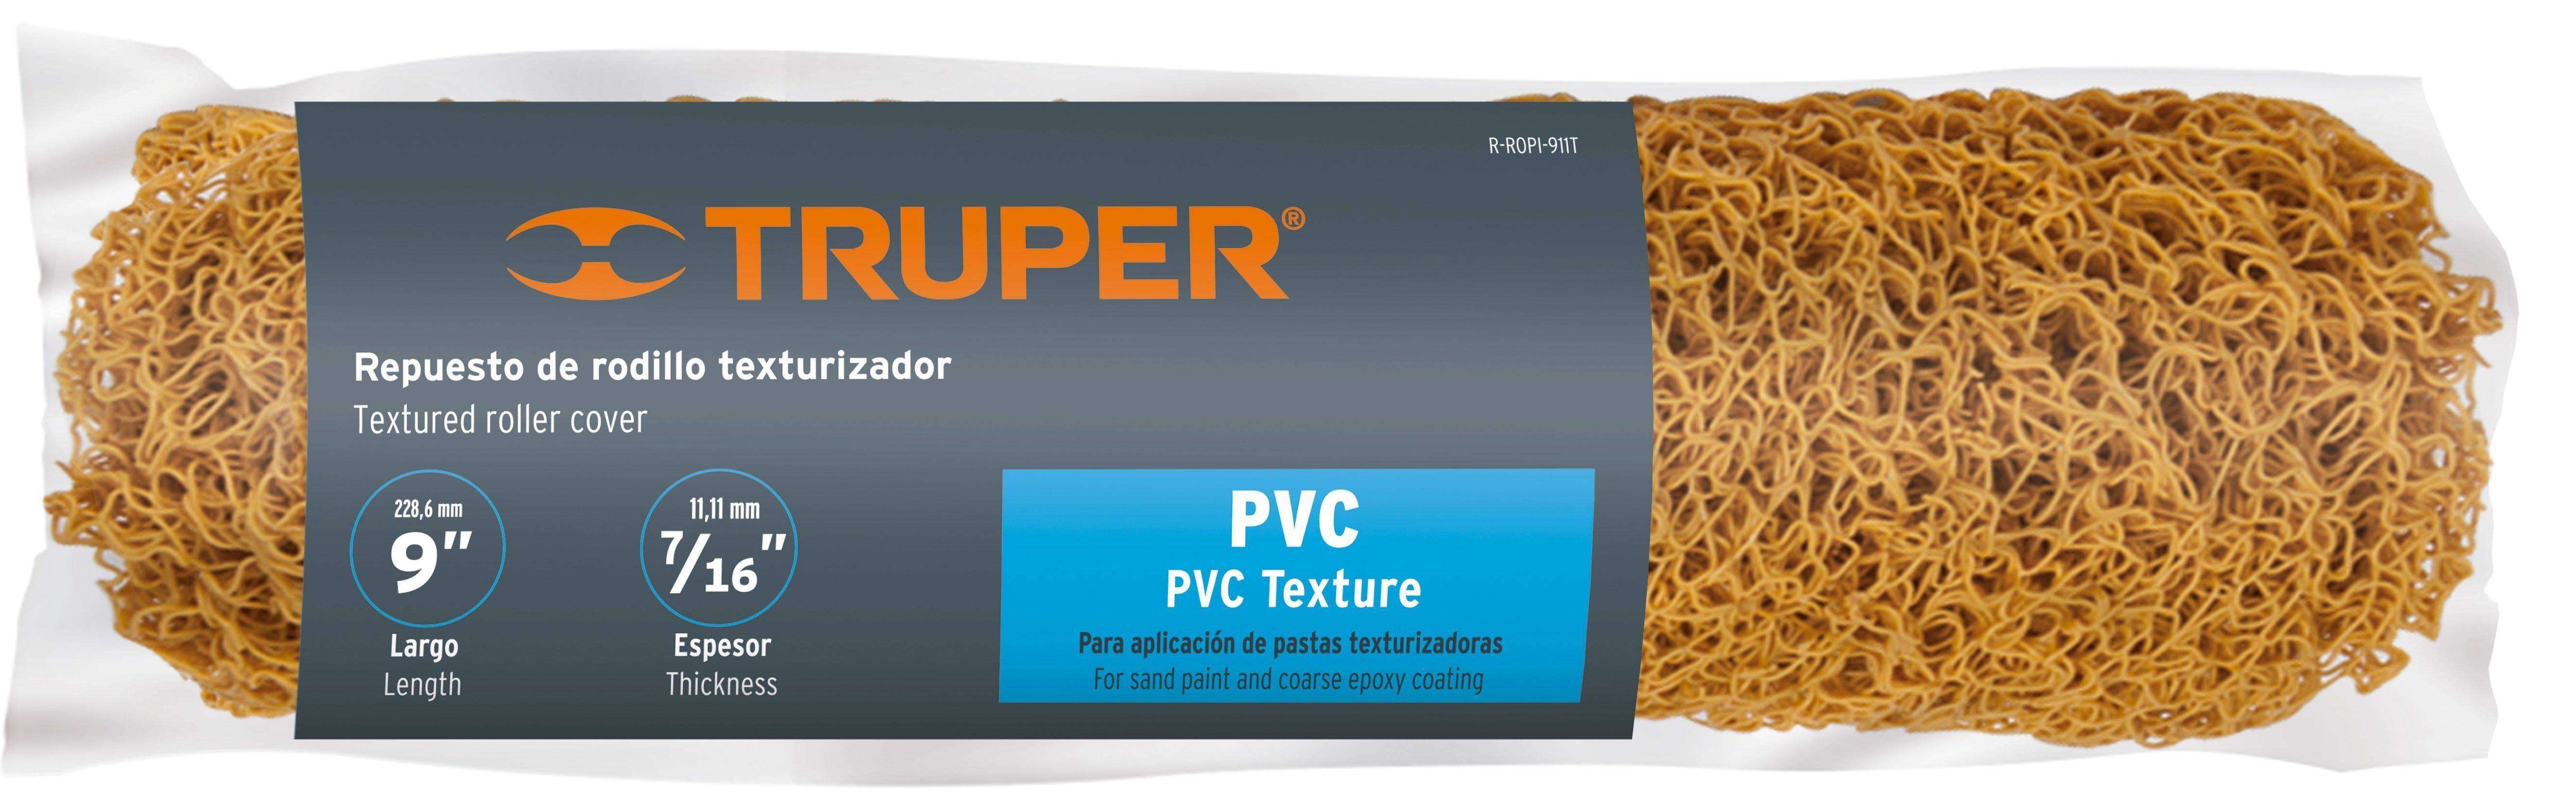 R-ROPI-911T
TRUPER®
Repuesto de rodillo texturizador
Textured roller cover
228,6 mm
9"
Largo
Length
11,11 mm
7/16"
Espesor
Thickness
PVC
PVC Texture
Para aplicación de pastas texturizadoras
For sand paint and coarse epoxy coating